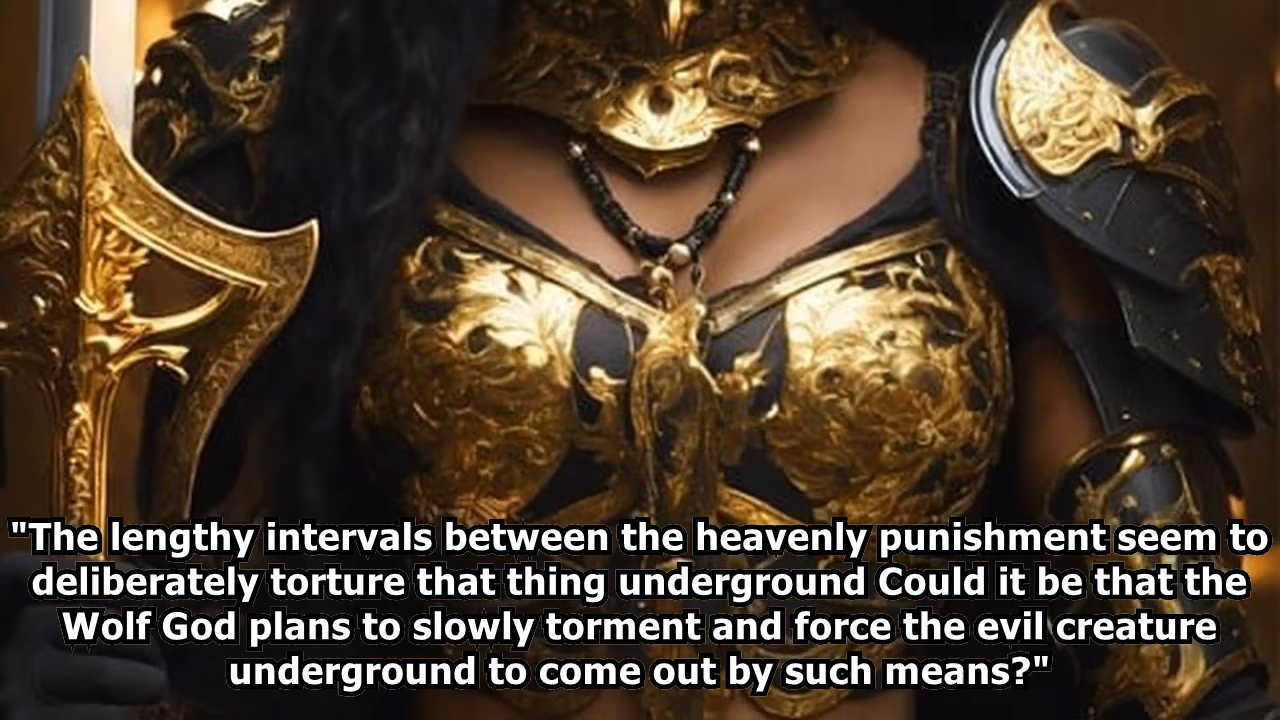 "The lengthy intervals between the heavenly punishment seem to
deliberately torture that thing underground Could it be that the
Wolf God plans to slowly torment and force the evil creature
underground to come out by such means?"